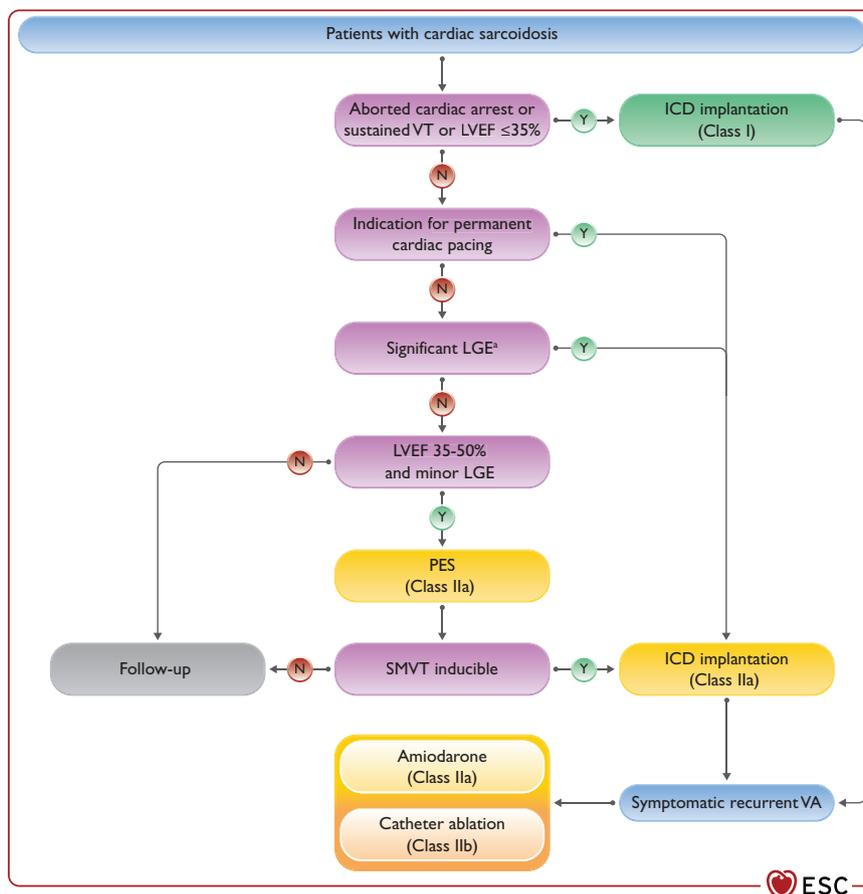 Patients with cardiac sarcoidosis
Aborted cardiac arrest or
sustained VT or LVEF ≤35%
Y
ICD implantation
(Class I)
N
Indication for permanent
cardiac pacing
Y
N
Significant LGEᵃ
Y
N
LVEF 35-50%
and minor LGE
N
Y
PES
(Class IIa)
Follow-up
N
SMVT inducible
Y
ICD implantation
(Class IIa)
Amiodarone
(Class IIa)
Symptomatic recurrent VA
Catheter ablation
(Class IIb)
ESC